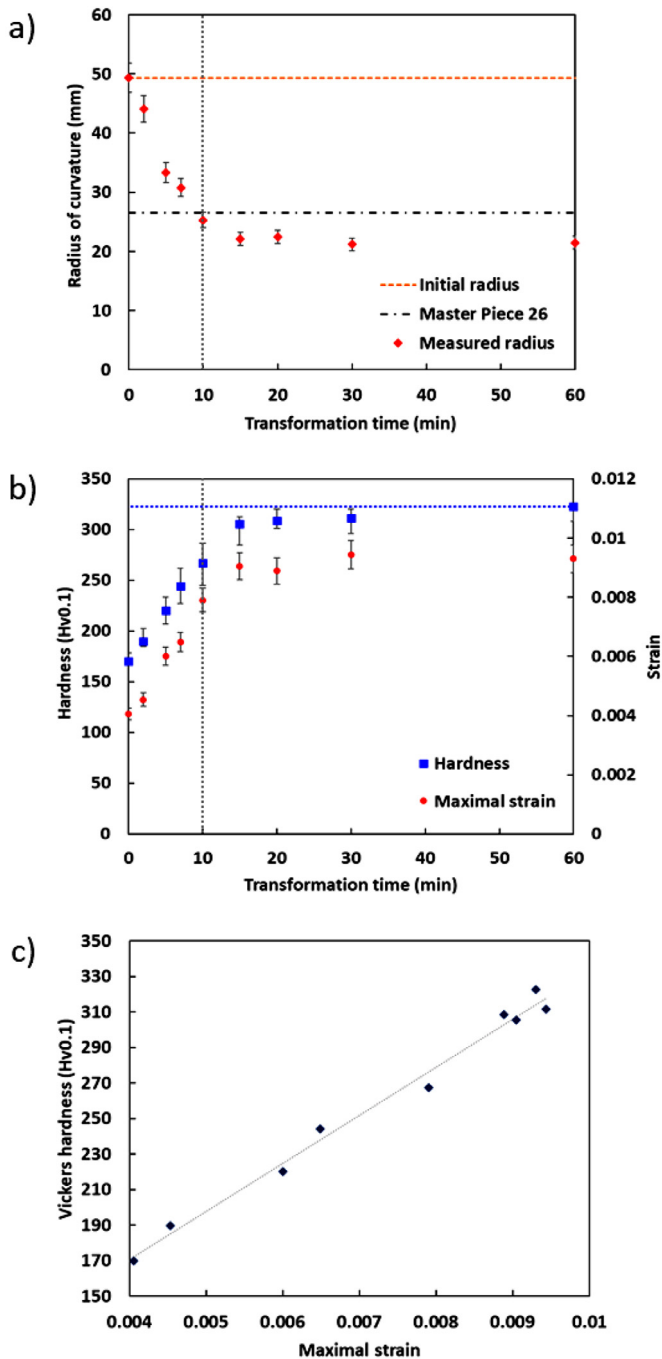 a)
60
50
40
30
20
10
0
Radius of curvature (mm)
Initial radius
Master Piece 26
Measured radius
0 10 20 30 40 50 60
Transformation time (min)
b)
350
300
250
200
150
100
50
0
Hardness (Hv0.1)
0.012
0.01
0.008
0.006
0.004
0.002
0
Strain
Hardness
Maximal strain
0 10 20 30 40 50 60
Transformation time (min)
c)
350
330
310
290
270
250
230
210
190
170
150
Vickers hardness (Hv0.1)
0.004 0.005 0.006 0.007 0.008 0.009 0.01
Maximal strain